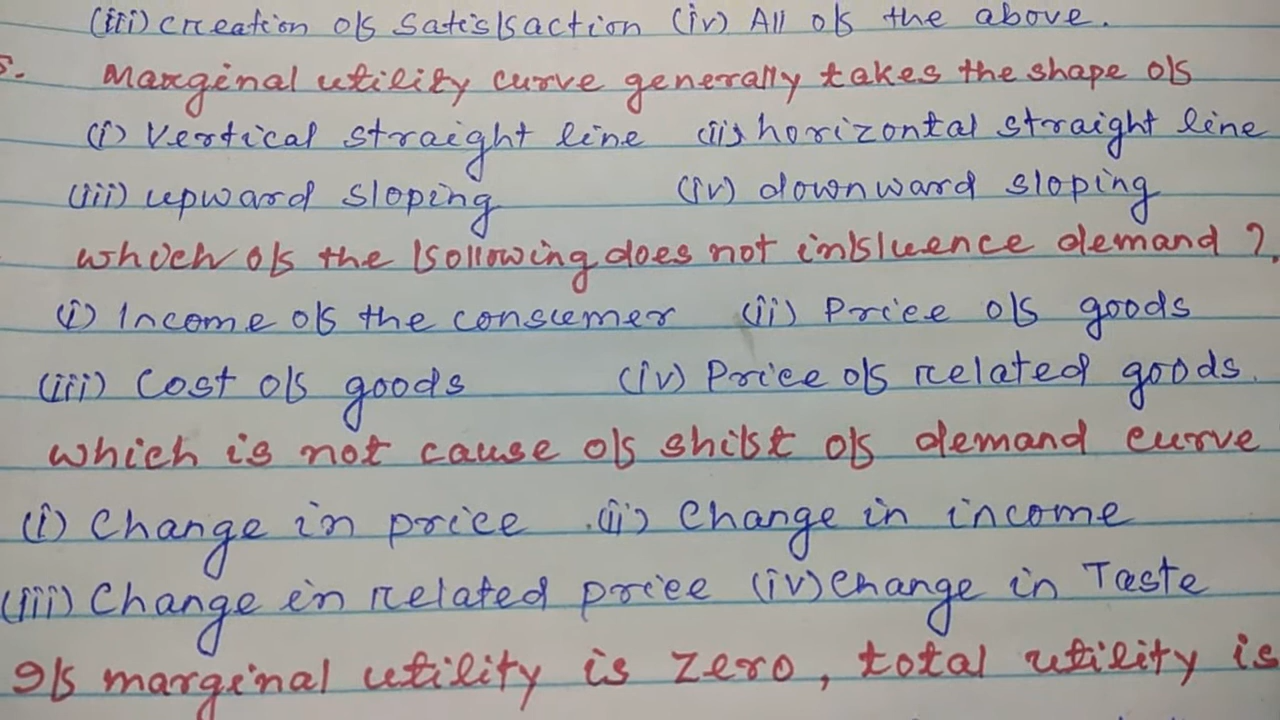 (iii) creation of satisfaction (iv) All of the above.
5. Marginal utility curve generally takes the shape of
(i) Vertical straight line (ii) horizontal straight line
(iii) upward sloping (iv) downward sloping
which of the following does not influence demand ?
(i) Income of the consumer (ii) Price of goods
(iii) Cost of goods (iv) Price of related goods.
which is not cause of shift of demand curve
(i) Change in price (ii) Change in income
(iii) Change in related price (iv) Change in Taste
If marginal utility is zero, total utility is